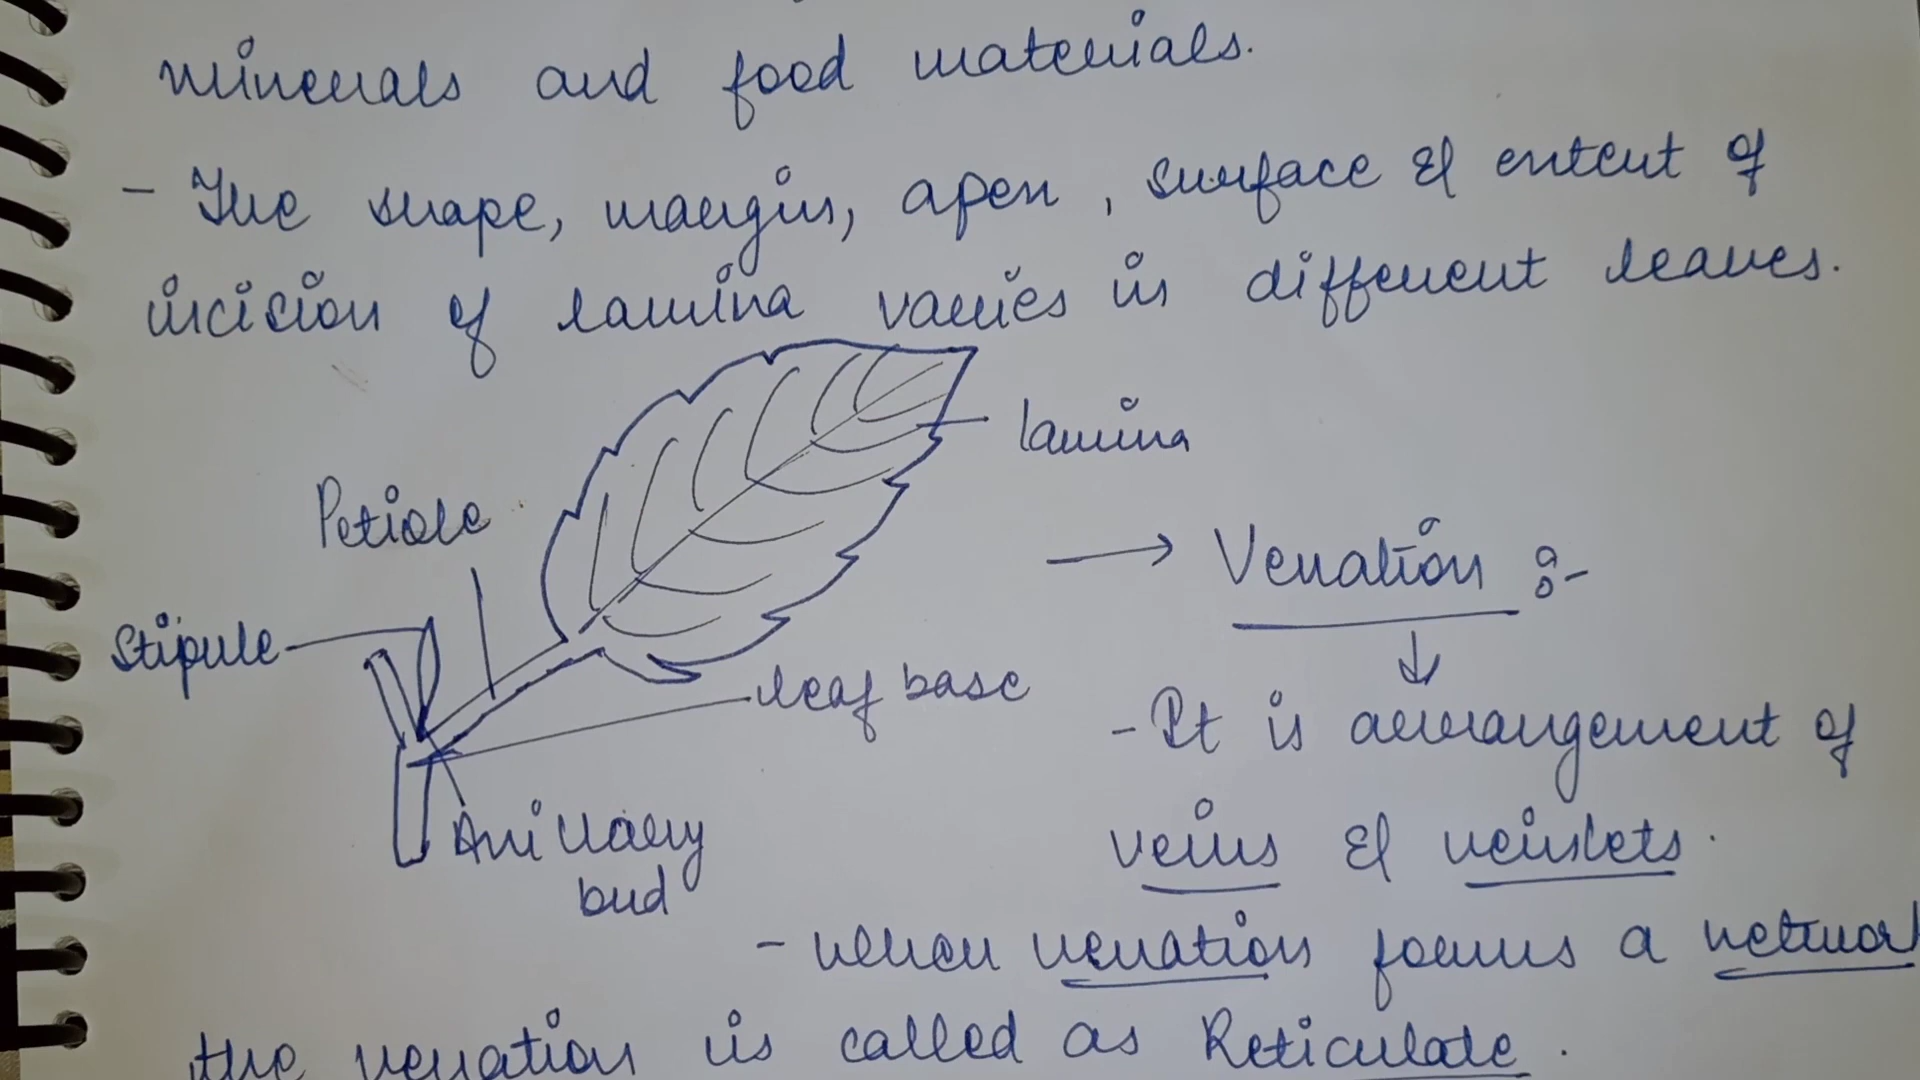 minerals and food materials.
- The shape, margin, apex, surface & extent of
incision of lamina varies in different leaves.
lamina
Petiole
Stipule
leaf base
Axillary
bud
→ Venation :-
↓
- It is arrangement of
veins & veinlets.
- when venation forms a networ
the venation is called as Reticulate.